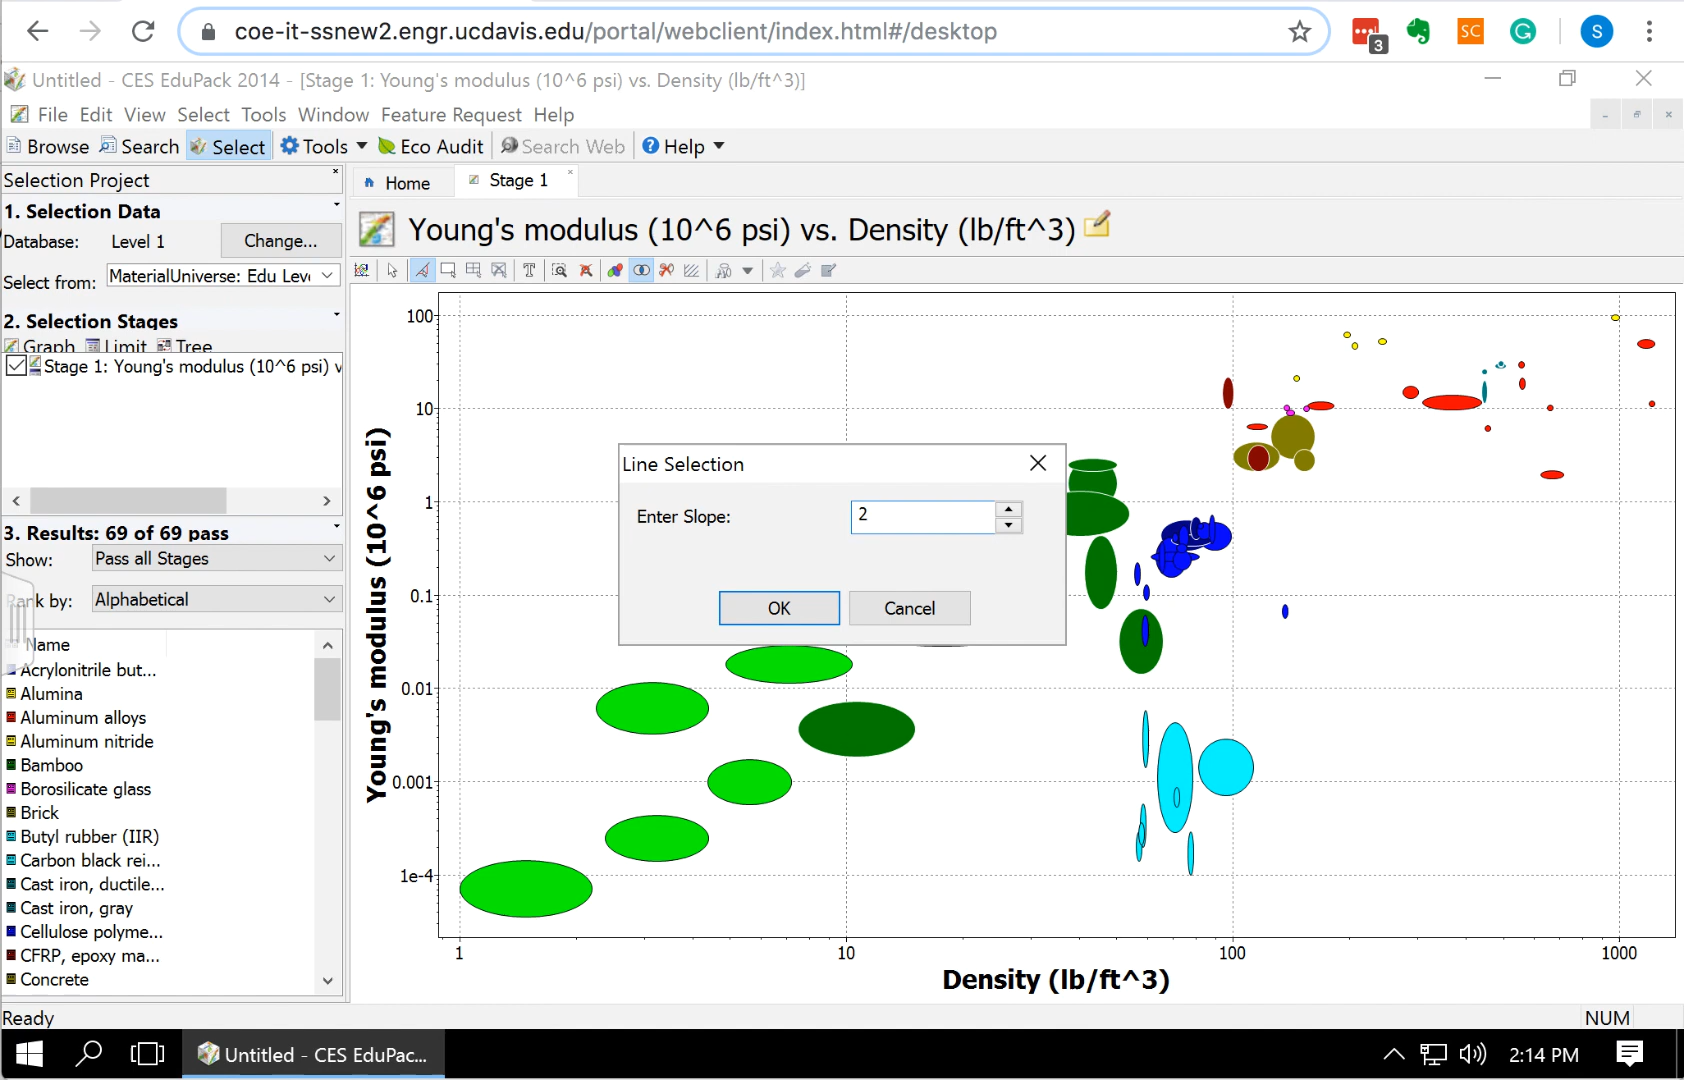 coe-it-ssnew2.engr.ucdavis.edu/portal/webclient/index.html#/desktop
3
SC
G
S
Untitled - CES EduPack 2014 - [Stage 1: Young's modulus (10^6 psi) vs. Density (lb/ft^3)]
File Edit View Select Tools Window Feature Request Help
Browse Search Select Tools Eco Audit Search Web Help
Selection Project
Home Stage 1
1. Selection Data
Database: Level 1 Change...
Select from: MaterialUniverse: Edu Lev
Young's modulus (10^6 psi) vs. Density (lb/ft^3)
2. Selection Stages
Graph Limit Tree
Stage 1: Young's modulus (10^6 psi) v
3. Results: 69 of 69 pass
Show: Pass all Stages
Rank by: Alphabetical
Name
Acrylonitrile but...
Alumina
Aluminum alloys
Aluminum nitride
Bamboo
Borosilicate glass
Brick
Butyl rubber (IIR)
Carbon black rei...
Cast iron, ductile...
Cast iron, gray
Cellulose polyme...
CFRP, epoxy ma...
Concrete
Young's modulus (10^6 psi)
100
10
1
0.1
0.01
0.001
1e-4
1 10 100 1000
Density (lb/ft^3)
Line Selection
Enter Slope: 2
OK Cancel
Ready
NUM
Untitled - CES EduPac...
2:14 PM